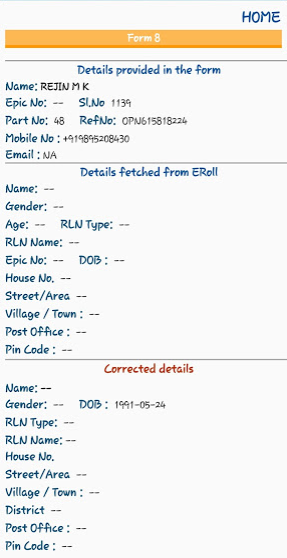 HOME
Form 8
Details provided in the form
Name: REJIN M K
Epic No: -- Sl.No 1139
Part No: 48 RefNo: OPN615818224
Mobile No : +919895208430
Email : NA
Details fetched from ERoll
Name: --
Gender: --
Age: -- RLN Type: --
RLN Name: --
Epic No: -- DOB : --
House No. --
Street/Area --
Village / Town : --
Post Office : --
Pin Code : --
Corrected details
Name: --
Gender: -- DOB : 1991-05-24
RLN Type: --
RLN Name: --
House No.
Street/Area --
Village / Town : --
District --
Post Office : --
Pin Code : --